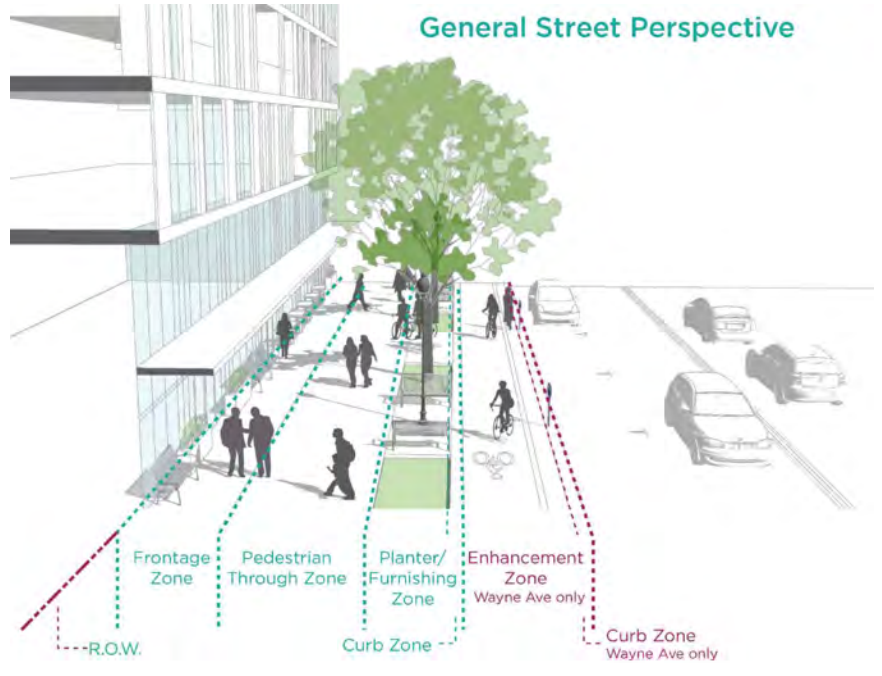 General Street Perspective
Frontage
Zone
Pedestrian
Through Zone
Planter/
Furnishing
Zone
Enhancement
Zone
Wayne Ave only
R.O.W.
Curb Zone
Curb Zone
Wayne Ave only